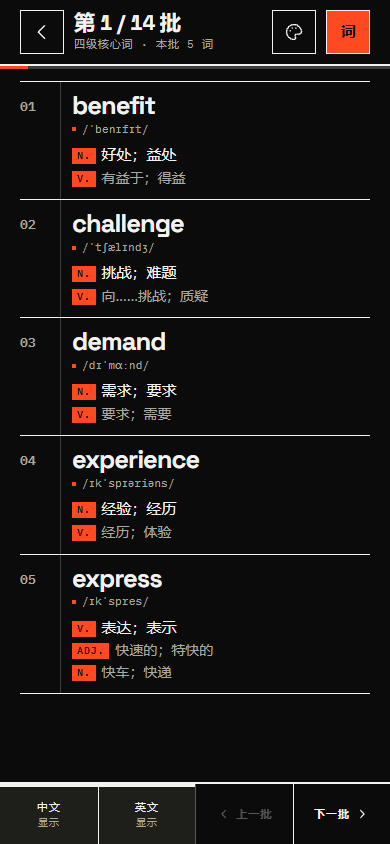 第 1 / 14 批
四级核心词 · 本批 5 词
词
01
benefit
/ˈbenɪfɪt/
N. 好处; 益处
V. 有益于; 得益
02
challenge
/ˈtʃælɪndʒ/
N. 挑战; 难题
V. 向……挑战; 质疑
03
demand
/dɪˈmɑːnd/
N. 需求; 要求
V. 要求; 需要
04
experience
/ɪkˈspɪəriəns/
N. 经验; 经历
V. 经历; 体验
05
express
/ɪkˈspres/
V. 表达; 表示
ADJ. 快速的; 特快的
N. 快车; 快递
中文
显示
英文
显示
上一批
下一批